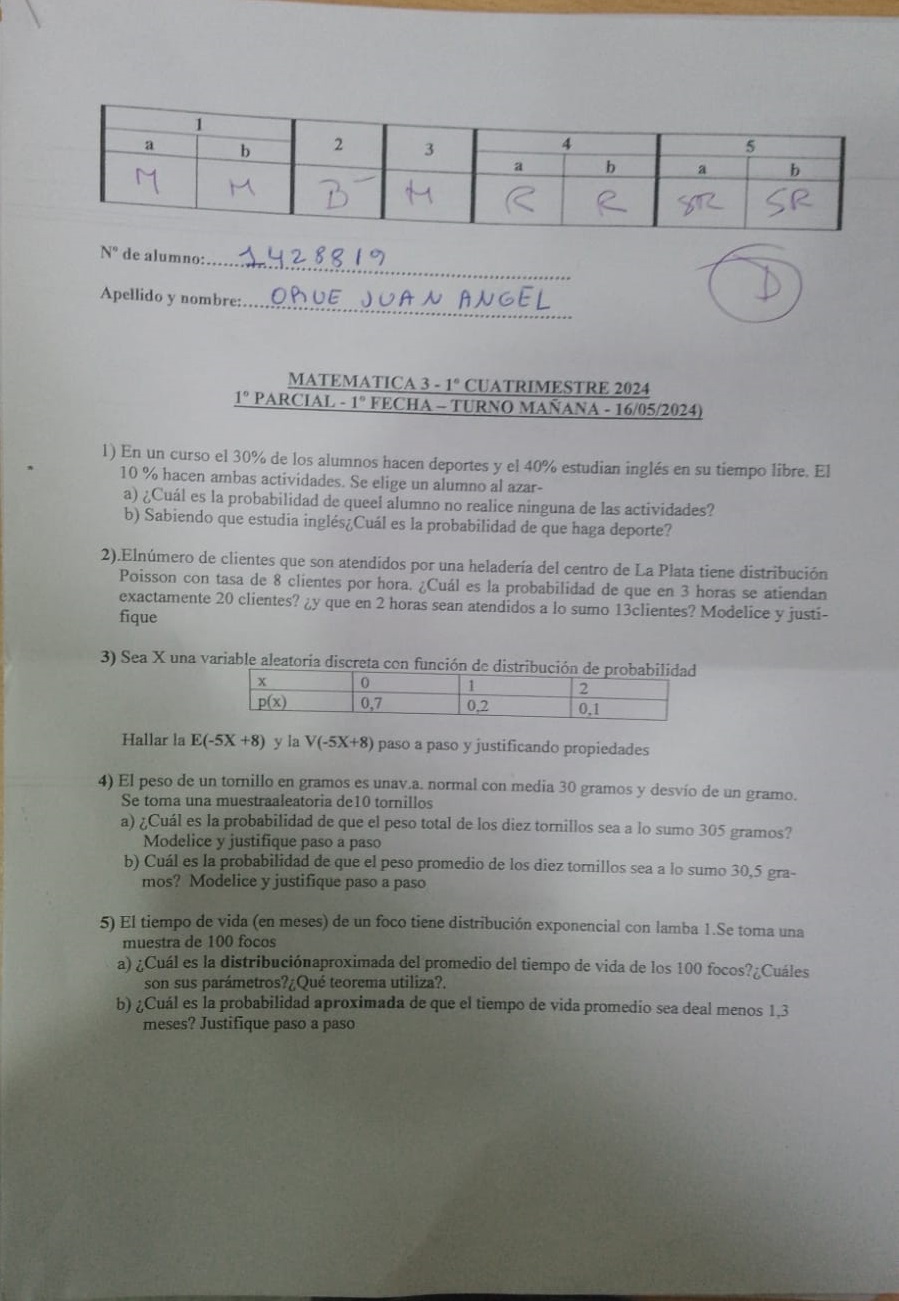 1 2 3 4 5
a b a b a b
M M B- M R R SR SR
Nº de alumno:....1428819
Apellido y nombre:....ORUE JUAN ANGEL
D
MATEMATICA 3 - 1º CUATRIMESTRE 2024
1º PARCIAL - 1º FECHA – TURNO MAÑANA - 16/05/2024)
1) En un curso el 30% de los alumnos hacen deportes y el 40% estudian inglés en su tiempo libre. El
10 % hacen ambas actividades. Se elige un alumno al azar-
a) ¿Cuál es la probabilidad de queel alumno no realice ninguna de las actividades?
b) Sabiendo que estudia inglés¿Cuál es la probabilidad de que haga deporte?
2).Elnúmero de clientes que son atendidos por una heladería del centro de La Plata tiene distribución
Poisson con tasa de 8 clientes por hora. ¿Cuál es la probabilidad de que en 3 horas se atiendan
exactamente 20 clientes? ¿y que en 2 horas sean atendidos a lo sumo 13clientes? Modelice y justi-
fique
3) Sea X una variable aleatoria discreta con función de distribución de probabilidad
x 0 1 2
p(x) 0,7 0,2 0,1
Hallar la E(-5X +8) y la V(-5X+8) paso a paso y justificando propiedades
4) El peso de un tornillo en gramos es unav.a. normal con media 30 gramos y desvío de un gramo.
Se toma una muestraaleatoria de10 tornillos
a) ¿Cuál es la probabilidad de que el peso total de los diez tornillos sea a lo sumo 305 gramos?
Modelice y justifique paso a paso
b) Cuál es la probabilidad de que el peso promedio de los diez tornillos sea a lo sumo 30,5 gra-
mos? Modelice y justifique paso a paso
5) El tiempo de vida (en meses) de un foco tiene distribución exponencial con lamba 1.Se toma una
muestra de 100 focos
a) ¿Cuál es la distribuciónaproximada del promedio del tiempo de vida de los 100 focos?¿Cuáles
son sus parámetros?¿Qué teorema utiliza?.
b) ¿Cuál es la probabilidad aproximada de que el tiempo de vida promedio sea deal menos 1,3
meses? Justifique paso a paso